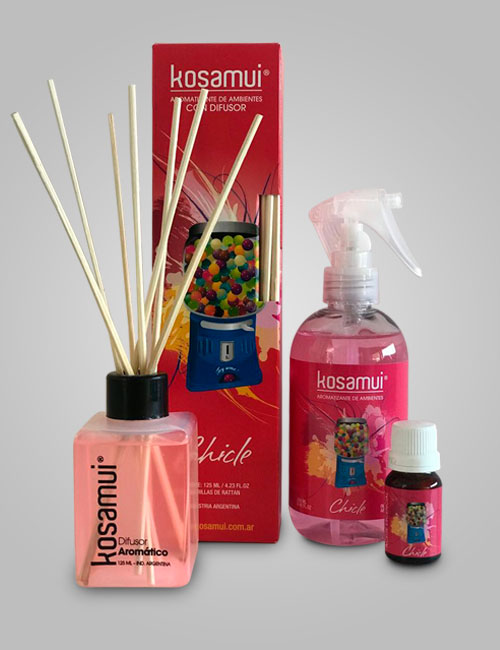 kosamui®
AROMATIZANTE DE AMBIENTES
CON DIFUSOR
Chicle
125 ML / 4.23 FL.OZ
DE RATTAN
INDUSTRIA ARGENTINA
kosamui.com.ar
kosamui®
Difusor
Aromático
125 ML - IND. ARGENTINA
kosamui®
AROMATIZANTE DE AMBIENTES
Chicle
Chicle